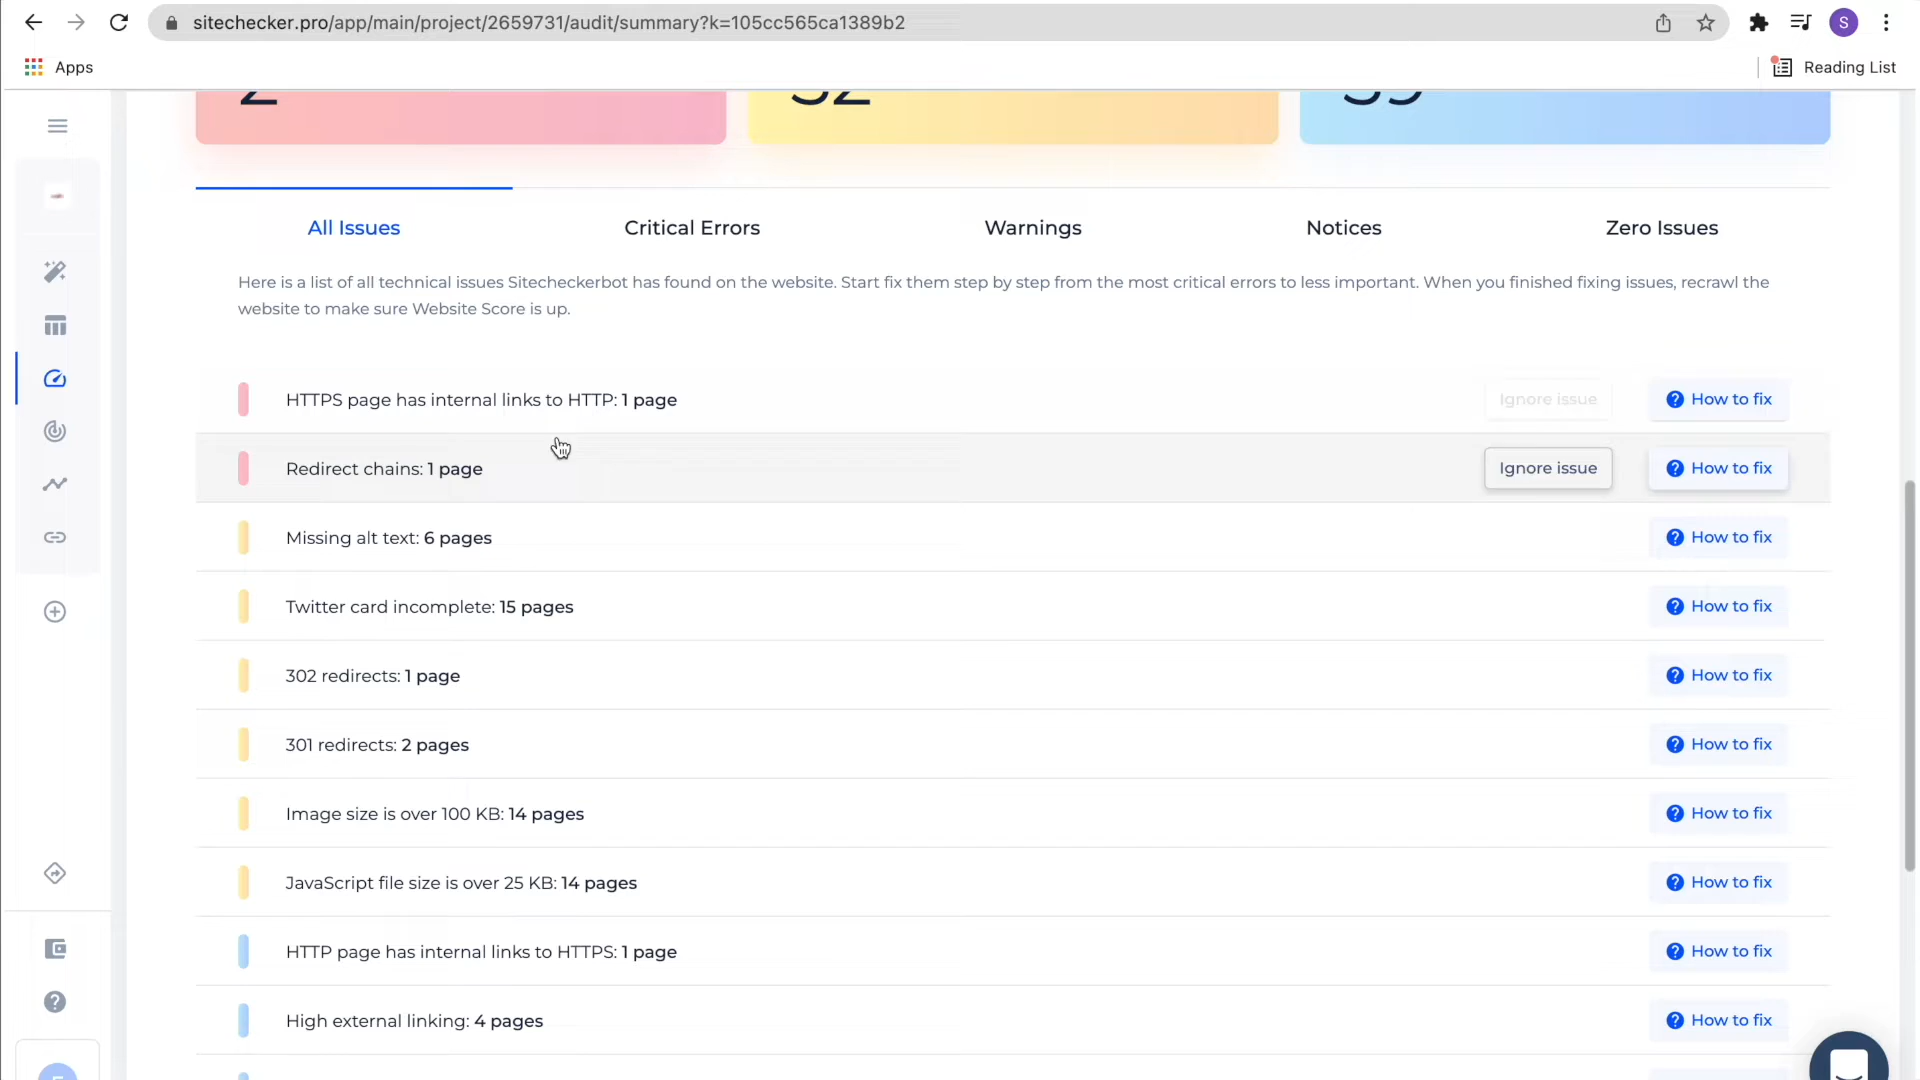 sitechecker.pro/app/main/project/2659731/audit/summary?k=105cc565ca1389b2
S
Apps
Reading List
All Issues
Critical Errors
Warnings
Notices
Zero Issues
Here is a list of all technical issues Sitecheckerbot has found on the website. Start fix them step by step from the most critical errors to less important. When you finished fixing issues, recrawl the
website to make sure Website Score is up.
HTTPS page has internal links to HTTP: 1 page
Ignore issue
? How to fix
Redirect chains: 1 page
Ignore issue
? How to fix
Missing alt text: 6 pages
? How to fix
Twitter card incomplete: 15 pages
? How to fix
302 redirects: 1 page
? How to fix
301 redirects: 2 pages
? How to fix
Image size is over 100 KB: 14 pages
? How to fix
JavaScript file size is over 25 KB: 14 pages
? How to fix
HTTP page has internal links to HTTPS: 1 page
? How to fix
High external linking: 4 pages
? How to fix